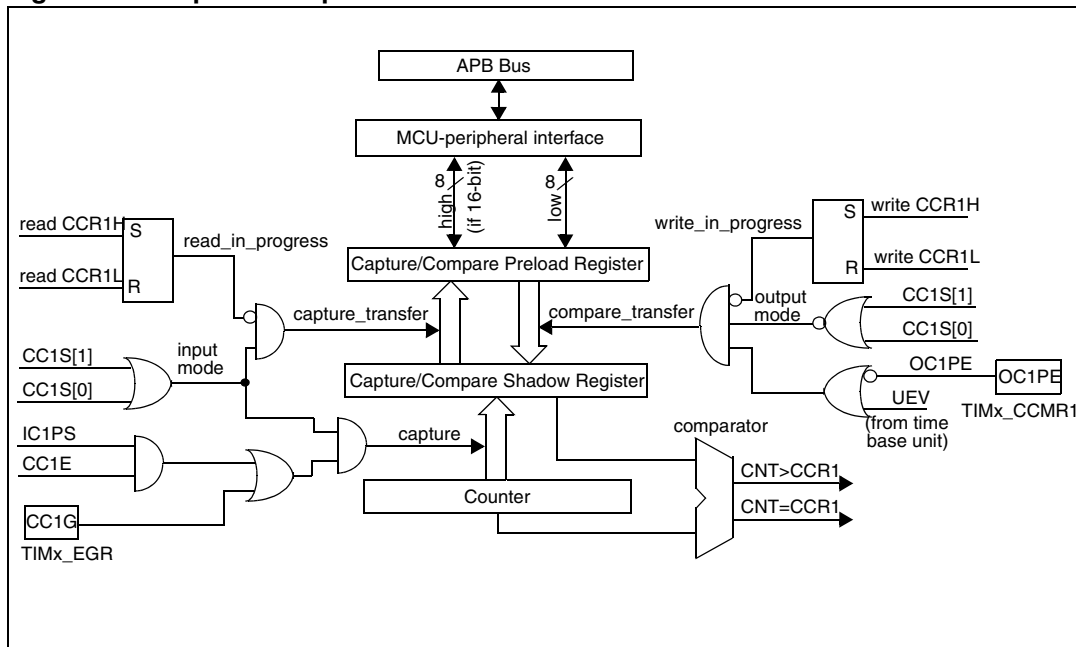 APB Bus
MCU-peripheral interface
8
high
(if 16-bit)
8
low
read CCR1H
S
read_in_progress
read CCR1L
R
write_in_progress
S
write CCR1H
R
write CCR1L
Capture/Compare Preload Register
capture_transfer
compare_transfer
output
mode
CC1S[1]
CC1S[0]
CC1S[1]
CC1S[0]
input
mode
Capture/Compare Shadow Register
OC1PE
OC1PE
UEV
TIMx_CCMR1
(from time
base unit)
IC1PS
CC1E
capture
comparator
CNT>CCR1
Counter
CNT=CCR1
CC1G
TIMx_EGR